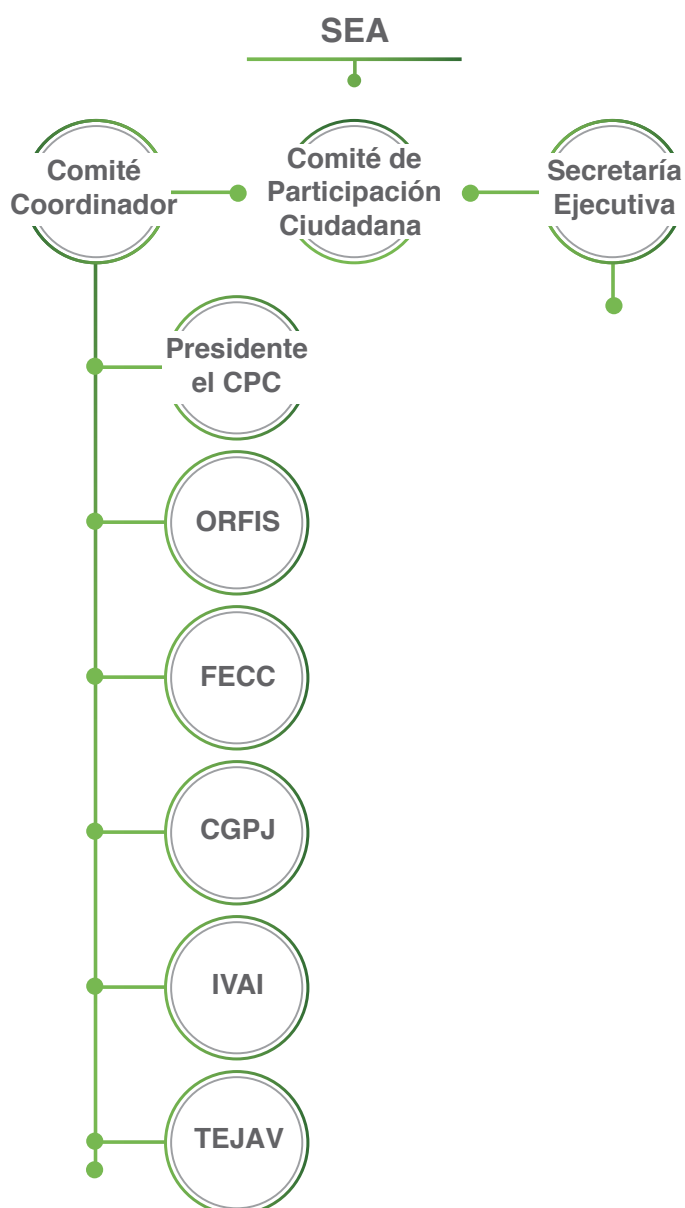 SEA
Comité
Coordinador
Comité de
Participación
Ciudadana
Secretaría
Ejecutiva
Presidente
el CPC
ORFIS
FECC
CGPJ
IVAI
TEJAV